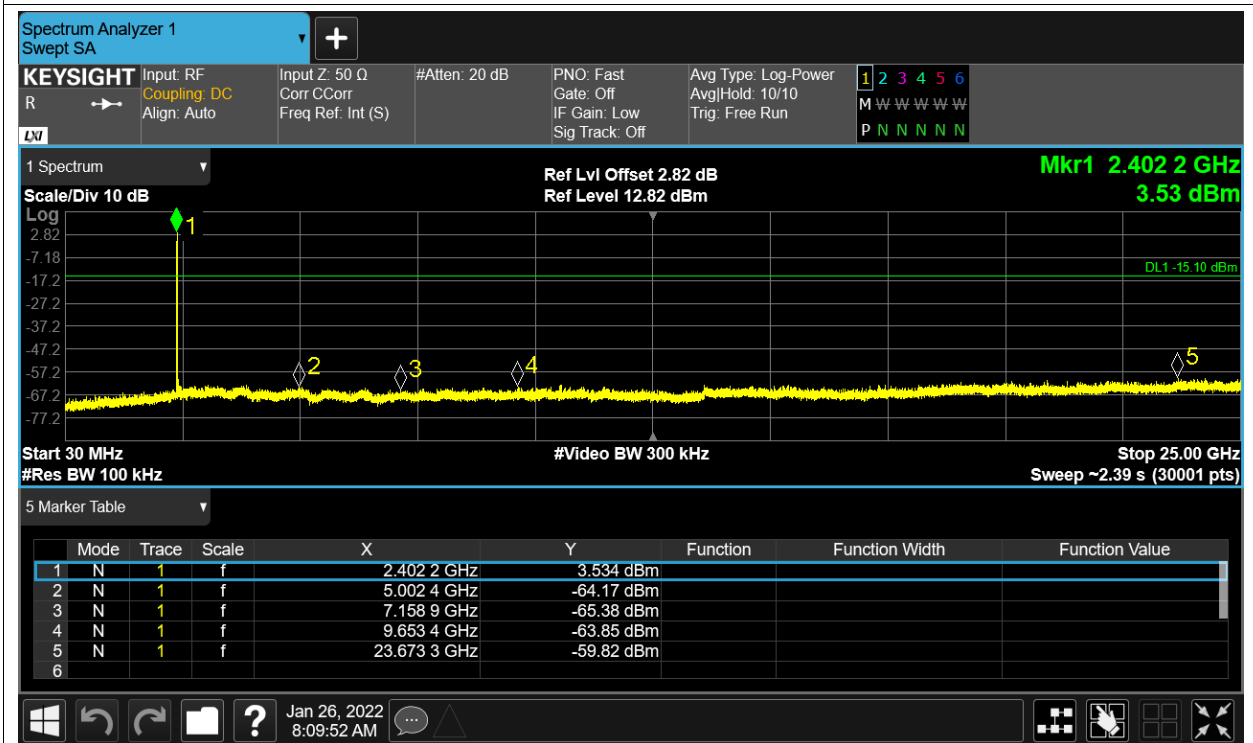 Spectrum Analyzer 1
Swept SA
KEYSIGHT
R
LXI
Input: RF
Coupling: DC
Align: Auto
Input Z: 50 Ω
Corr CCorr
Freq Ref: Int (S)
#Atten: 20 dB
PNO: Fast
Gate: Off
IF Gain: Low
Sig Track: Off
Avg Type: Log-Power
Avg|Hold: 10/10
Trig: Free Run
1 2 3 4 5 6
M W W W W W
P N N N N N
1 Spectrum
Scale/Div 10 dB
Ref Lvl Offset 2.82 dB
Ref Level 12.82 dBm
Mkr1 2.402 2 GHz
3.53 dBm
Log
2.82
-7.18
-17.2
-27.2
-37.2
-47.2
-57.2
-67.2
-77.2
1
2
3
4
5
DL1 -15.10 dBm
Start 30 MHz
#Video BW 300 kHz
Stop 25.00 GHz
#Res BW 100 kHz
Sweep ~2.39 s (30001 pts)
5 Marker Table
Mode Trace Scale X Y Function Function Width Function Value
1 N 1 f 2.402 2 GHz 3.534 dBm
2 N 1 f 5.002 4 GHz -64.17 dBm
3 N 1 f 7.158 9 GHz -65.38 dBm
4 N 1 f 9.653 4 GHz -63.85 dBm
5 N 1 f 23.673 3 GHz -59.82 dBm
6
?
Jan 26, 2022
8:09:52 AM